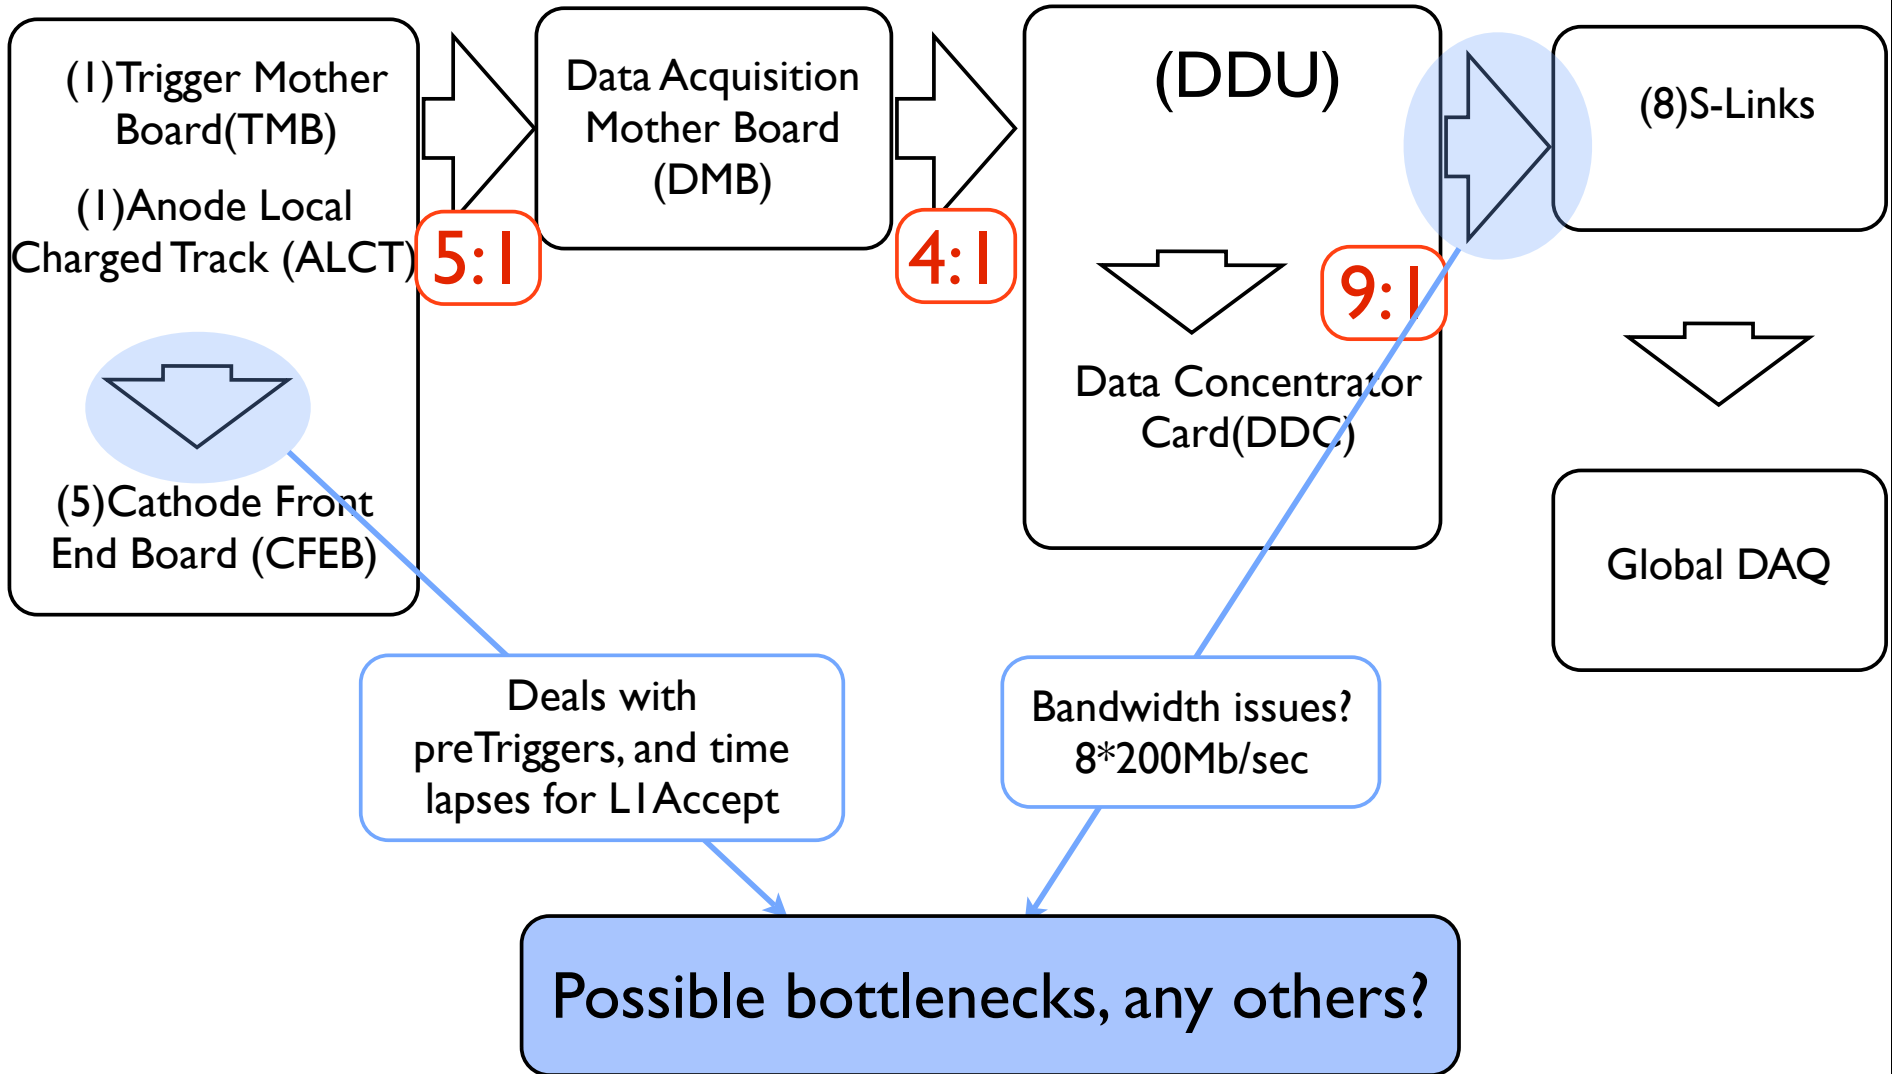 (1)Trigger Mother
Board(TMB)
(1)Anode Local
Charged Track (ALCT)
(5)Cathode Front
End Board (CFEB)
5:1
Data Acquisition
Mother Board
(DMB)
4:1
(DDU)
9:1
Data Concentrator
Card(DDC)
(8)S-Links
Global DAQ
Deals with
preTriggers, and time
lapses for L1Accept
Bandwidth issues?
8*200Mb/sec
Possible bottlenecks, any others?